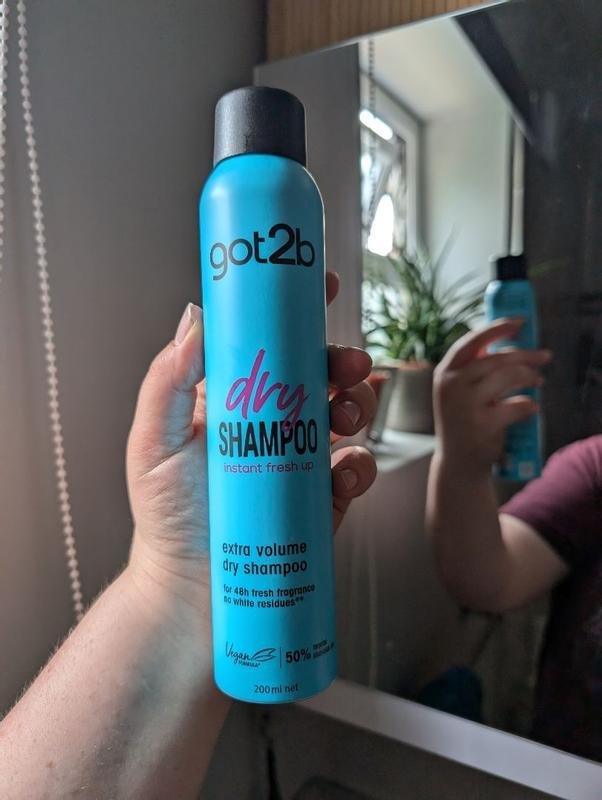 got2b
dry
SHAMPOO
instant fresh up
extra volume
dry shampoo
for 48h fresh fragrance
no white residues**
Vegan
FORMULA*
50%
200ml net